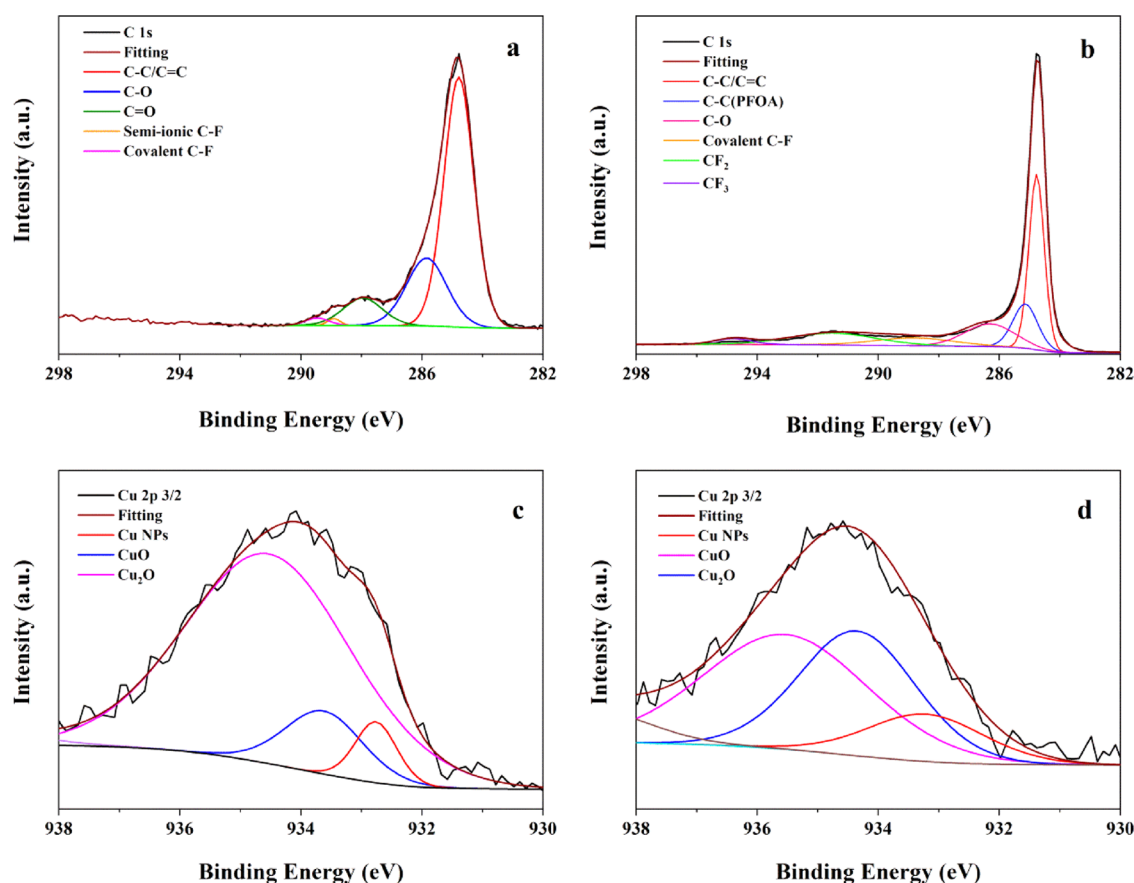 a
C 1s
Fitting
C-C/C=C
C-O
C=O
Semi-ionic C-F
Covalent C-F
Intensity (a.u.)
298 294 290 286 282
Binding Energy (eV)
b
C 1s
Fitting
C-C/C=C
C-C(PFOA)
C-O
Covalent C-F
CF2
CF3
Intensity (a.u.)
298 294 290 286 282
Binding Energy (eV)
c
Cu 2p 3/2
Fitting
Cu NPs
CuO
Cu2O
Intensity (a.u.)
938 936 934 932 930
Binding Energy (eV)
d
Cu 2p 3/2
Fitting
Cu NPs
CuO
Cu2O
Intensity (a.u.)
938 936 934 932 930
Binding Energy (eV)